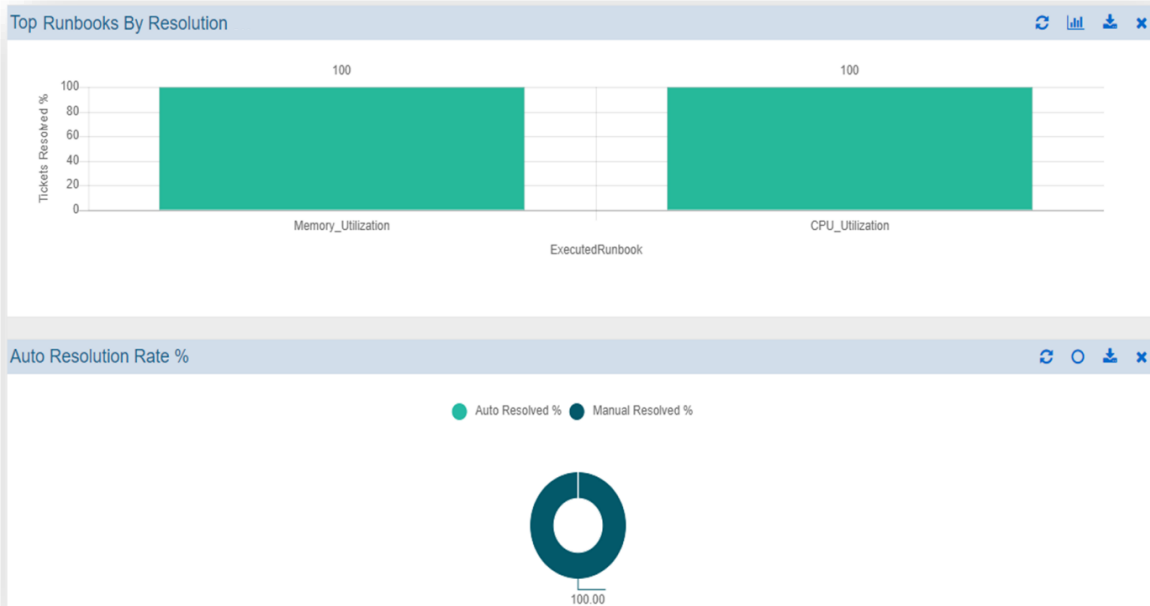 Top Runbooks By Resolution
100 100
Tickets Resolved %
100
80
60
40
20
0
Memory_Utilization CPU_Utilization
ExecutedRunbook
Auto Resolution Rate %
Auto Resolved % Manual Resolved %
100.00